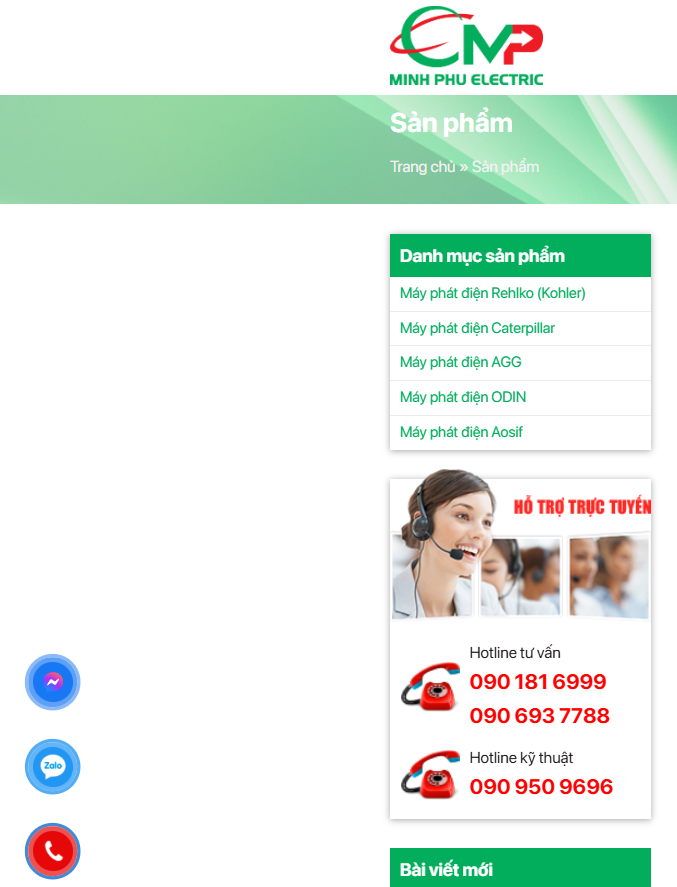 CMP
MINH PHU ELECTRIC
Sản phẩm
Trang chủ » Sản phẩm
Danh mục sản phẩm
Máy phát điện Rehlko (Kohler)
Máy phát điện Caterpillar
Máy phát điện AGG
Máy phát điện ODIN
Máy phát điện Aosif
HỖ TRỢ TRỰC TUYẾN
Hotline tư vấn
090 181 6999
090 693 7788
Hotline kỹ thuật
090 950 9696
Zalo
Bài viết mới